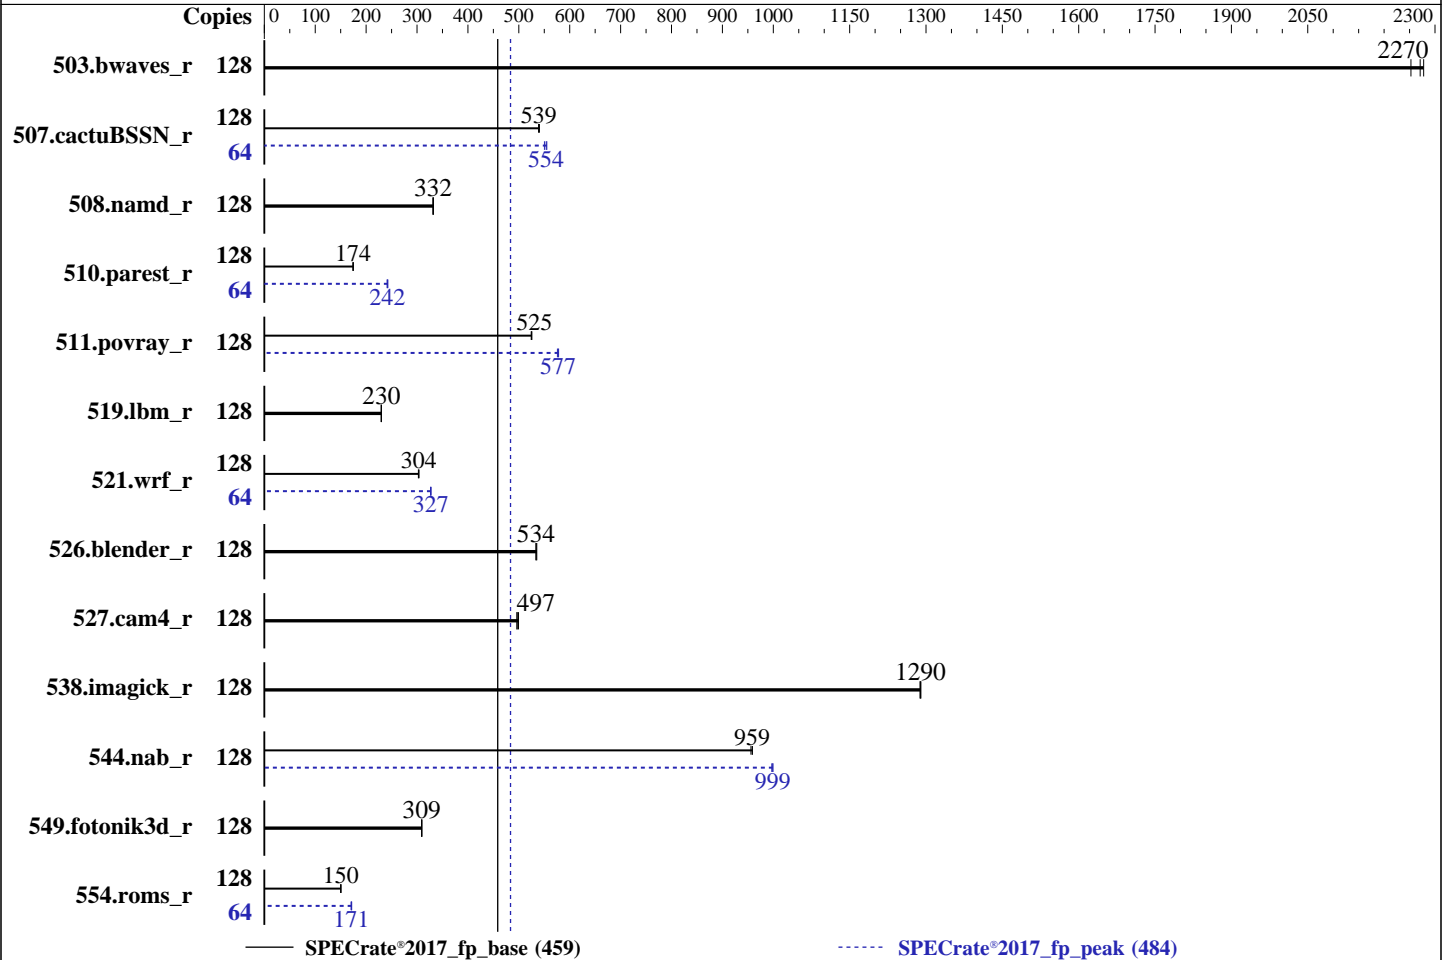 Copies 0 100 200 300 400 500 600 700 800 900 1000 1150 1300 1450 1600 1750 1900 2050 2300
503.bwaves_r 128 2270
507.cactuBSSN_r 128 539
64 554
508.namd_r 128 332
510.parest_r 128 174
64 242
511.povray_r 128 525
577
519.lbm_r 128 230
521.wrf_r 128 304
64 327
526.blender_r 128 534
527.cam4_r 128 497
538.imagick_r 128 1290
544.nab_r 128 959
999
549.fotonik3d_r 128 309
554.roms_r 128 150
64 171
SPECrate®2017_fp_base (459) SPECrate®2017_fp_peak (484)